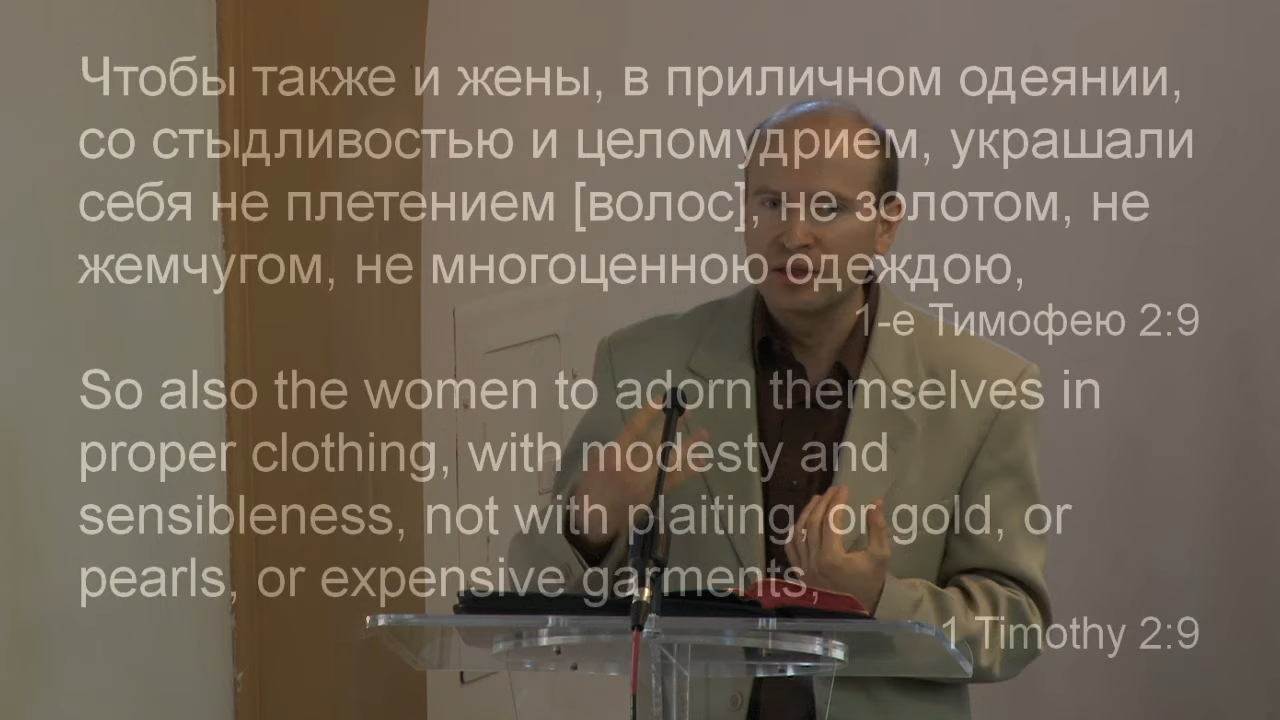 Чтобы также и жены, в приличном одеянии,
со стыдливостью и целомудрием, украшали
себя не плетением [волос], не золотом, не
жемчугом, не многоценною одеждою,
1-е Тимофею 2:9
So also the women to adorn themselves in
proper clothing, with modesty and
sensibleness, not with plaiting, or gold, or
pearls, or expensive garments,
1 Timothy 2:9